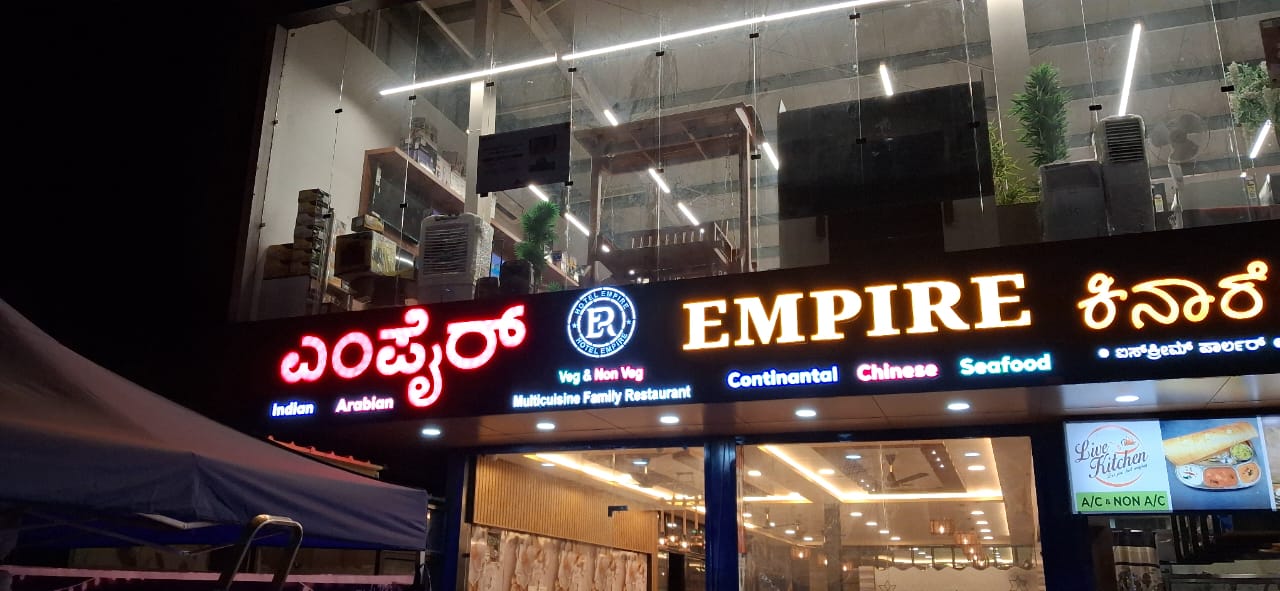 ಎಂಪೈರ್
HOTEL EMPIRE
ER
HOTEL EMPIRE
EMPIRE
ಕಿನಾರೆ
Indian Arabian
Veg & Non Veg
Multicuisine Family Restaurant
Continantal Chinese Seafood
ಐಸ್‌ಕ್ರೀಮ್ ಪಾರ್ಲರ್
Live Kitchen
A/C & NON A/C